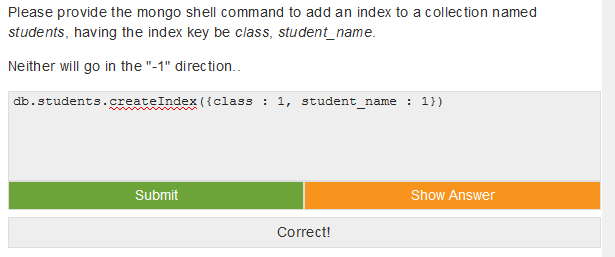 Please provide the mongo shell command to add an index to a collection named
students, having the index key be class, student_name.
Neither will go in the "-1" direction..
db.students.createIndex({class : 1, student_name : 1})
Submit
Show Answer
Correct!